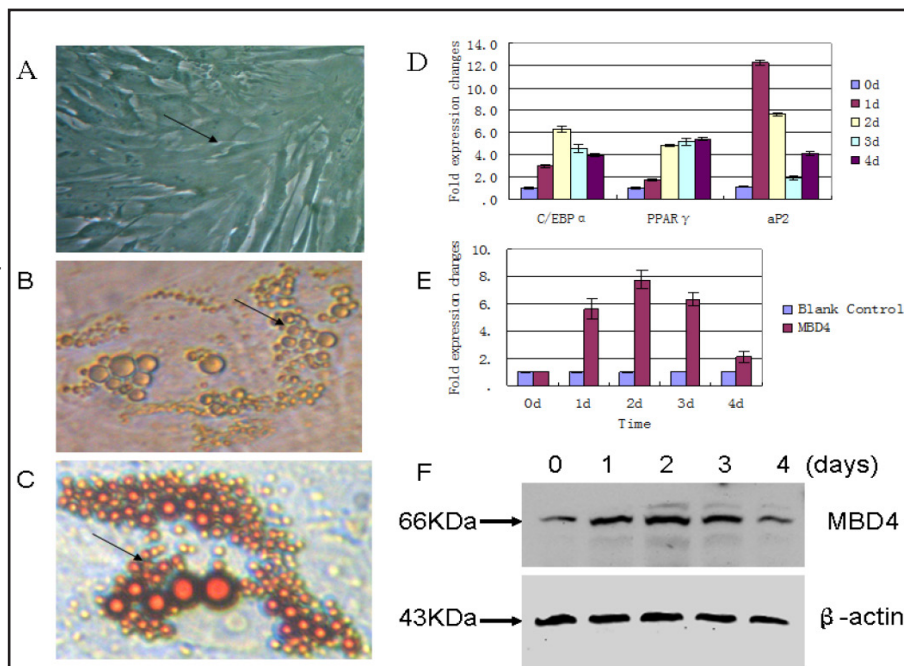 A
B
C
D
Fold expression changes
14.0
12.0
10.0
8.0
6.0
4.0
2.0
.0
C/EBP α
PPAR γ
aP2
0d
1d
2d
3d
4d
E
Fold expression changes
10.
8.
6.
4.
2.
.
0d 1d 2d 3d 4d
Time
Blank Control
MBD4
F
0 1 2 3 4 (days)
66KDa
MBD4
43KDa
β-actin